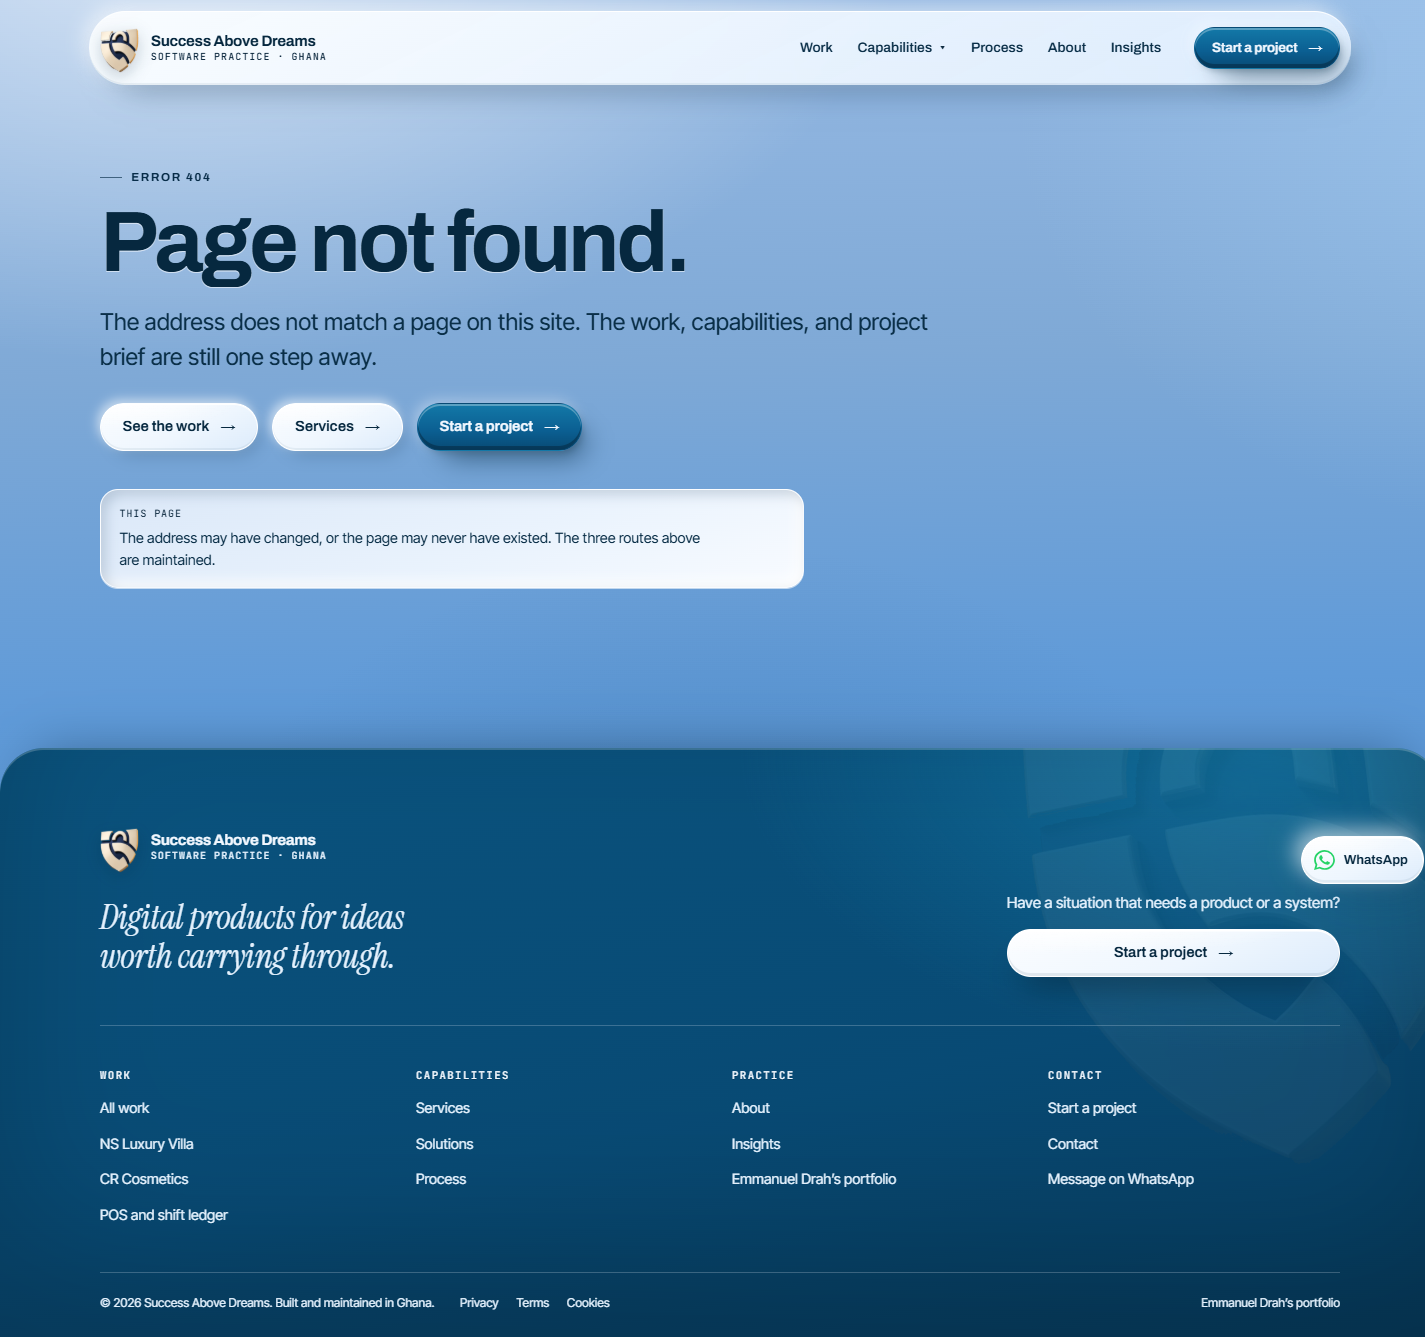 Success Above Dreams
SOFTWARE PRACTICE · GHANA
Work
Capabilities ▾
Process
About
Insights
Start a project →
ERROR 404
Page not found.
The address does not match a page on this site. The work, capabilities, and project
brief are still one step away.
See the work →
Services →
Start a project →
THIS PAGE
The address may have changed, or the page may never have existed. The three routes above
are maintained.
Success Above Dreams
SOFTWARE PRACTICE · GHANA
Digital products for ideas
worth carrying through.
WhatsApp
Have a situation that needs a product or a system?
Start a project →
WORK
All work
NS Luxury Villa
CR Cosmetics
POS and shift ledger
CAPABILITIES
Services
Solutions
Process
PRACTICE
About
Insights
Emmanuel Drah’s portfolio
CONTACT
Start a project
Contact
Message on WhatsApp
© 2026 Success Above Dreams. Built and maintained in Ghana.
Privacy
Terms
Cookies
Emmanuel Drah’s portfolio